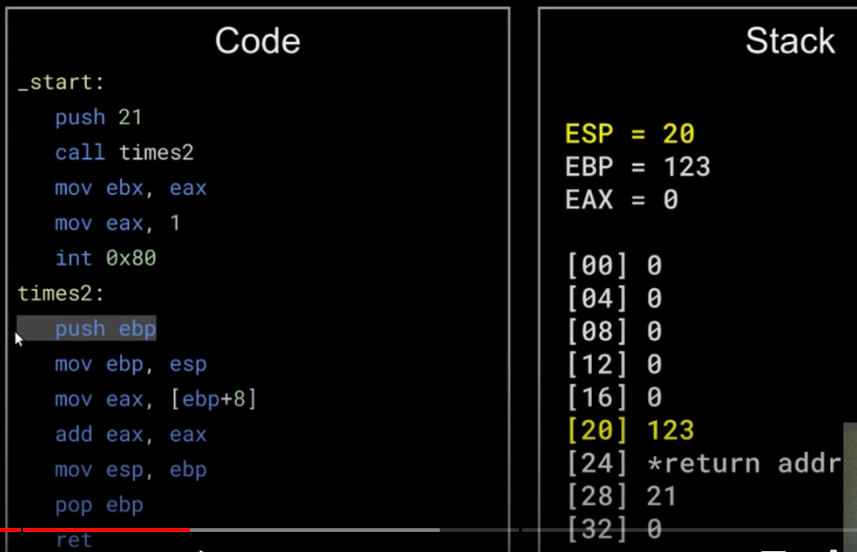 Code
_start:
push 21
call times2
mov ebx, eax
mov eax, 1
int 0x80
times2:
push ebp
mov ebp, esp
mov eax, [ebp+8]
add eax, eax
mov esp, ebp
pop ebp
ret
Stack
ESP = 20
EBP = 123
EAX = 0
[00] 0
[04] 0
[08] 0
[12] 0
[16] 0
[20] 123
[24] *return addr
[28] 21
[32] 0